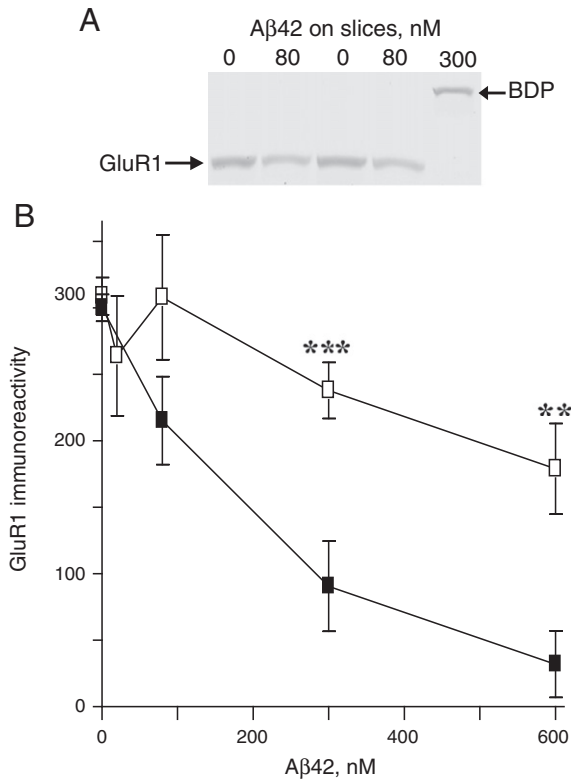 A
Aβ42 on slices, nM
0 80 0 80 300
BDP
GluR1
B
300
***
**
200
GluR1 immunoreactivity
100
0
0 200 400 600
Aβ42, nM